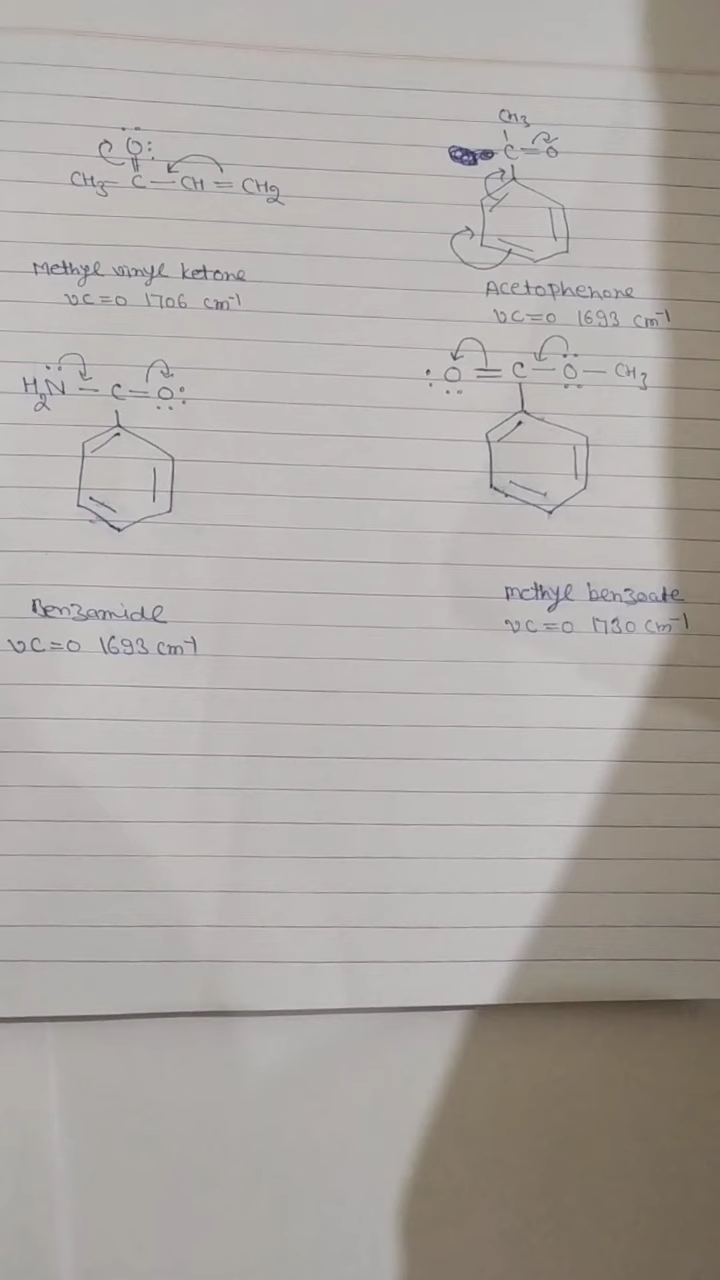 CH3
:O:
C=O
CH3-C-CH=CH2
Methyl vinyl ketone
νC=O 1706 cm-1
Acetophenone
νC=O 1693 cm-1
H2N-C=O:
:O=C-O-CH3
Benzamide
νC=O 1693 cm-1
methyl benzoate
νC=O 1730 cm-1